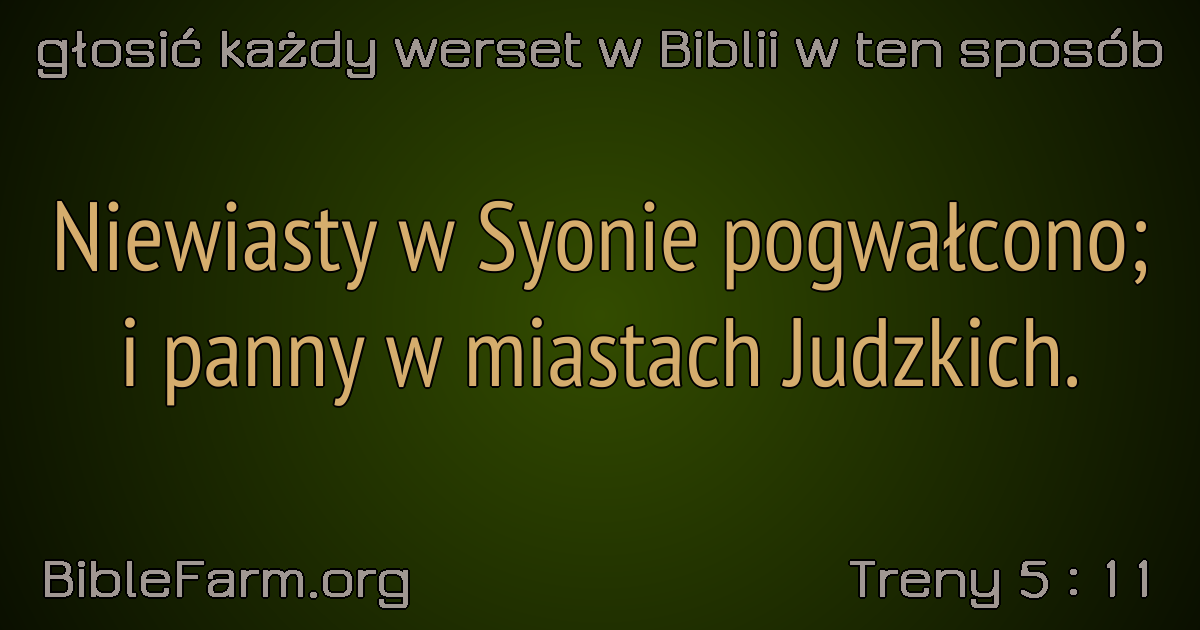 głosić każdy werset w Biblii w ten sposób
Niewiasty w Syonie pogwałcono;
i panny w miastach Judzkich.
BibleFarm.org
Treny 5 : 11